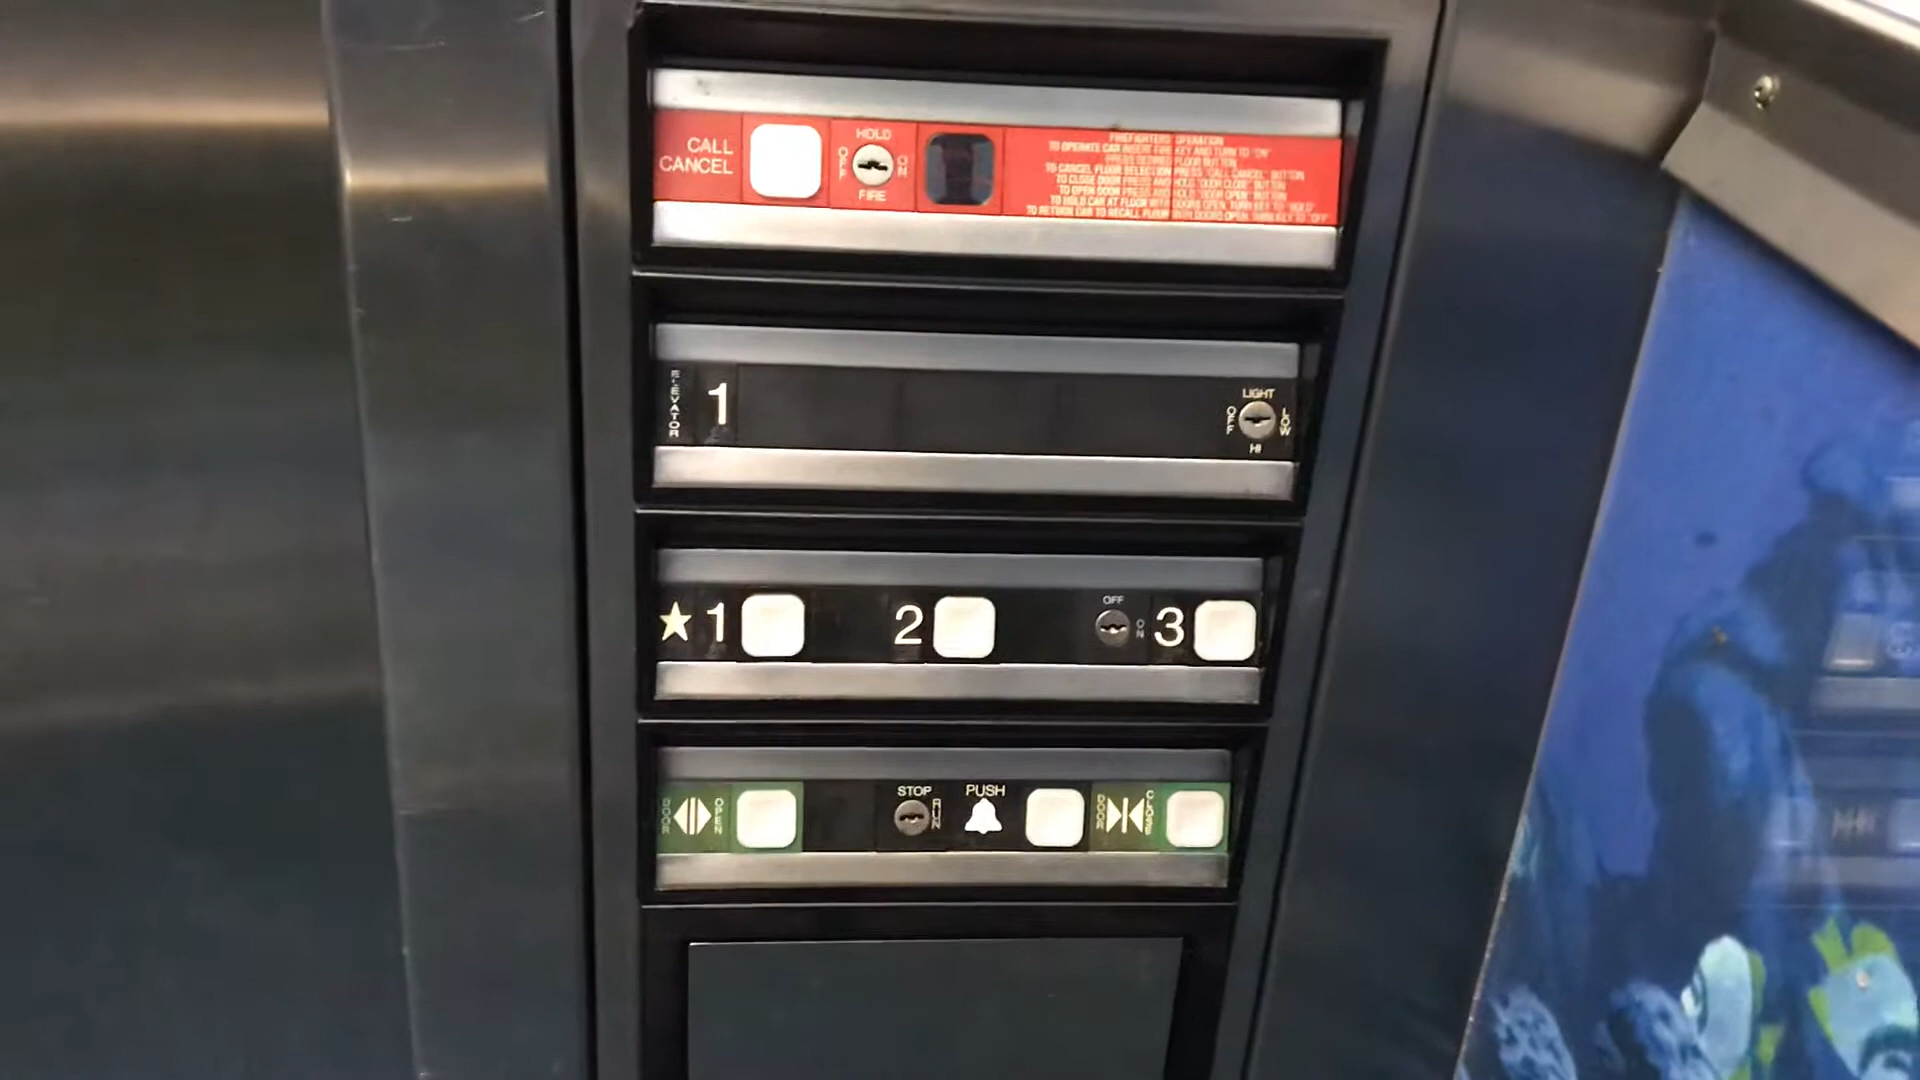 CALL
CANCEL
HOLD
OFF
ON
FIRE
FIREFIGHTERS' OPERATION
TO OPERATE CAR INSERT FIRE KEY AND TURN TO "ON"
PRESS DESIRED FLOOR BUTTON
TO CANCEL FLOOR SELECTION PRESS "CALL CANCEL" BUTTON
TO CLOSE DOOR PRESS AND HOLD "DOOR CLOSE" BUTTON
TO OPEN DOOR PRESS AND HOLD "DOOR OPEN" BUTTON
TO HOLD CAR AT FLOOR WITH DOORS OPEN, TURN KEY TO "HOLD"
TO RETURN CAR TO RECALL FLOOR WITH DOORS OPEN, TURN KEY TO "OFF"
ELEVATOR
1
LIGHT
OFF
LOW
HI
★1
2
OFF
ON
3
DOOR
OPEN
STOP
RUN
PUSH
DOOR
CLOSE